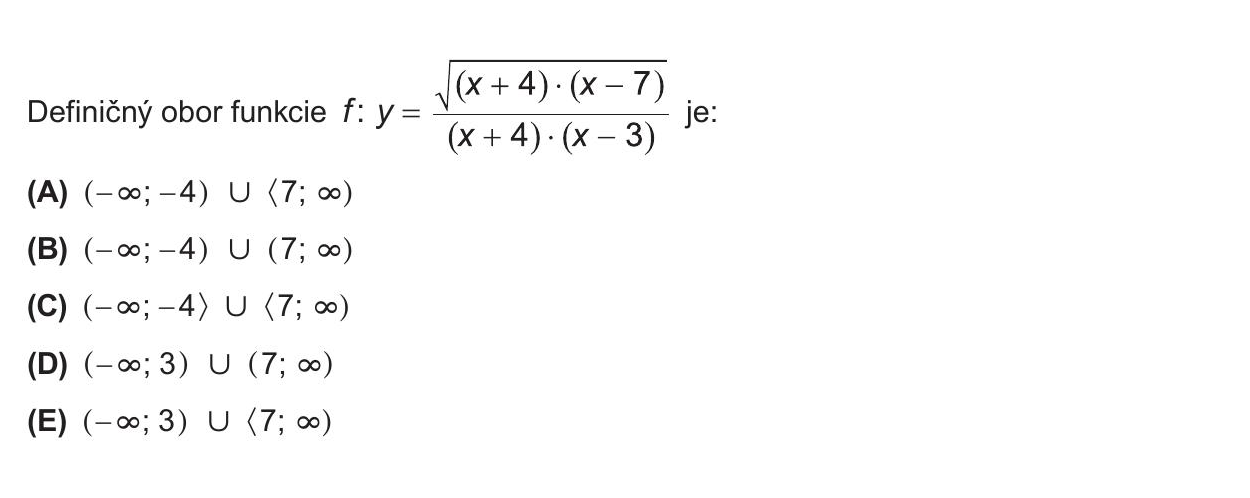 Definičný obor funkcie f: y = √((x + 4) · (x – 7)) / ((x + 4) · (x – 3)) je:
(A) (–∞; –4) ∪ ⟨7; ∞)
(B) (–∞; –4) ∪ (7; ∞)
(C) (–∞; –4⟩ ∪ ⟨7; ∞)
(D) (–∞; 3) ∪ (7; ∞)
(E) (–∞; 3) ∪ ⟨7; ∞)